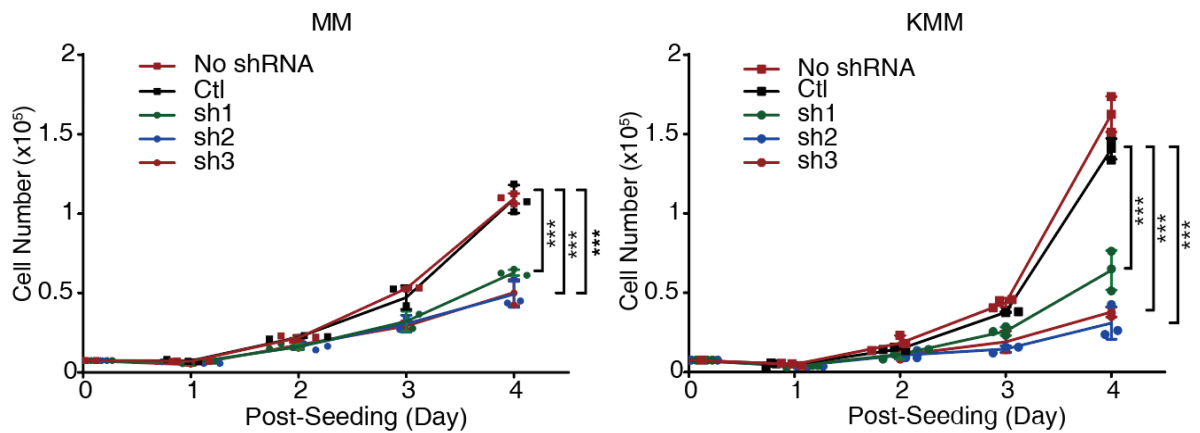 MM
2
1.5
1
0.5
0
Cell Number (x10⁵)
No shRNA
Ctl
sh1
sh2
sh3
***
***
***
0 1 2 3 4
Post-Seeding (Day)
KMM
2
1.5
1
0.5
0
Cell Number (x10⁵)
No shRNA
Ctl
sh1
sh2
sh3
***
***
***
0 1 2 3 4
Post-Seeding (Day)